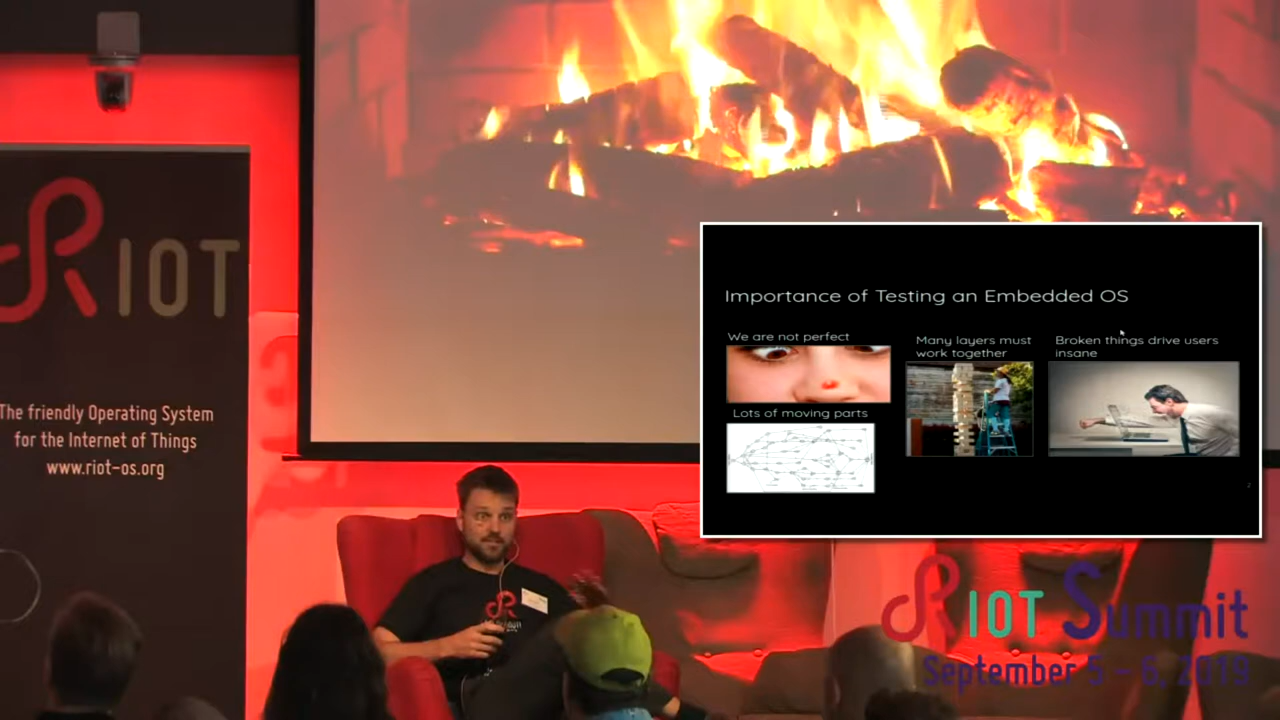 RIOT
The friendly Operating System
for the Internet of Things
www.riot-os.org
Importance of Testing an Embedded OS
We are not perfect
Many layers must
work together
Broken things drive users
insane
Lots of moving parts
RIOT Summit
September 5 - 6, 2019